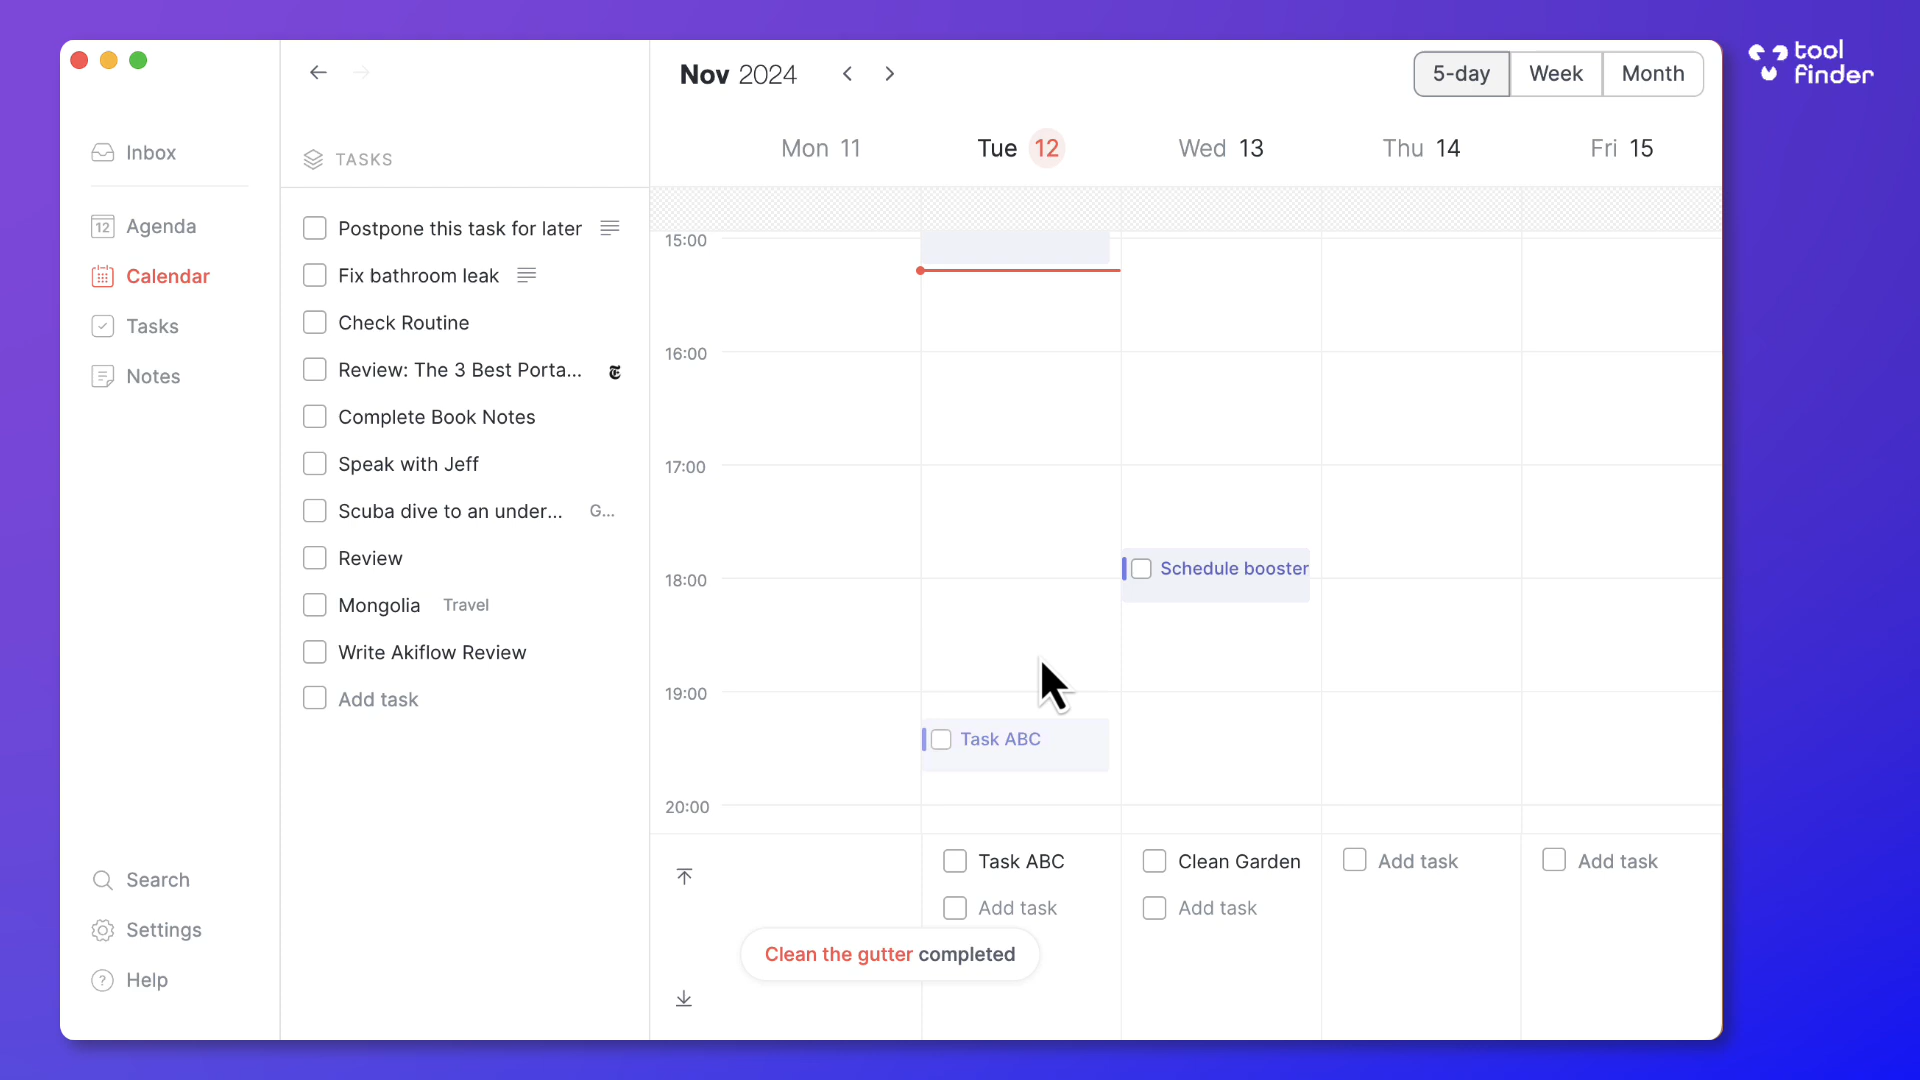 tool
finder
Nov 2024
5-day
Week
Month
Inbox
TASKS
Mon 11
Tue 12
Wed 13
Thu 14
Fri 15
12
Agenda
Calendar
Tasks
Notes
Postpone this task for later
Fix bathroom leak
Check Routine
Review: The 3 Best Porta...
Complete Book Notes
Speak with Jeff
Scuba dive to an under... G...
Review
Mongolia Travel
Write Akiflow Review
Add task
15:00
16:00
17:00
18:00
19:00
20:00
Schedule booster
Task ABC
Task ABC
Add task
Clean Garden
Add task
Add task
Add task
Clean the gutter completed
Search
Settings
Help